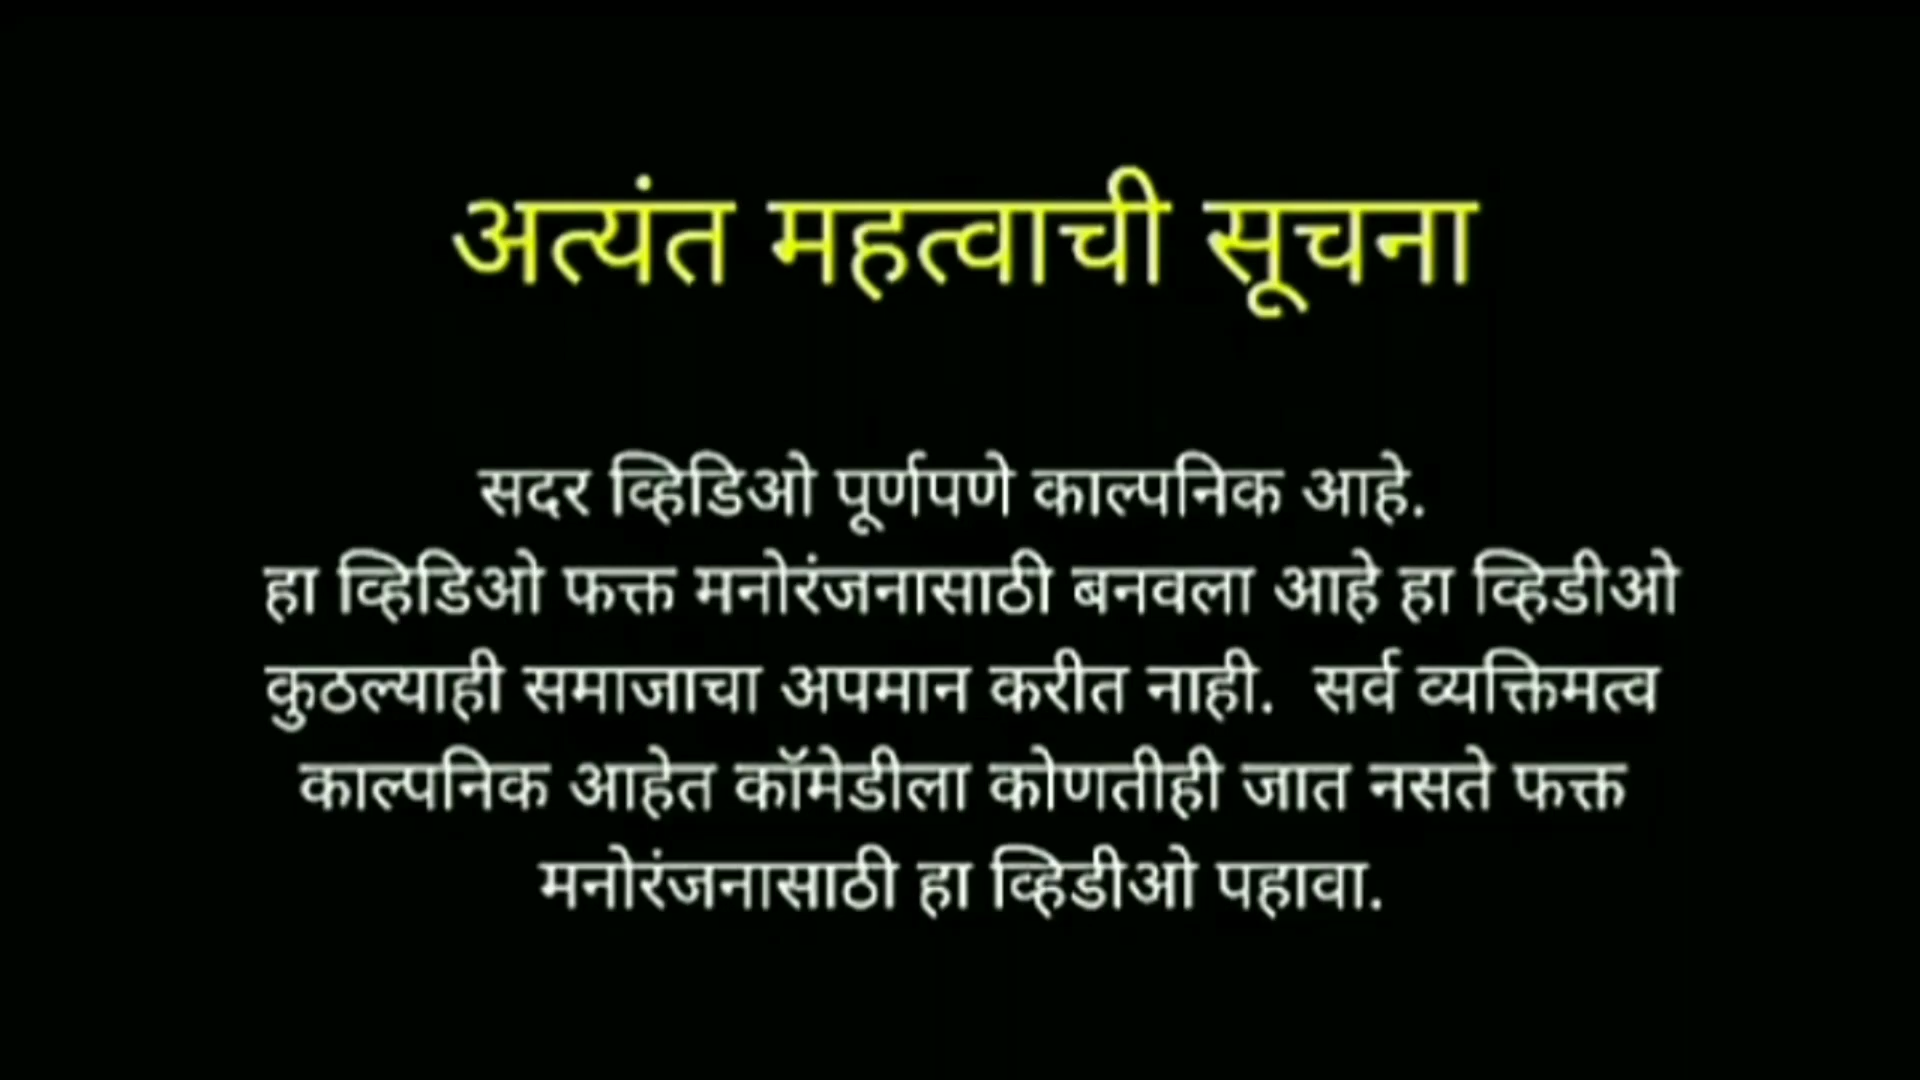 अत्यंत महत्वाची सूचना
सदर व्हिडिओ पूर्णपणे काल्पनिक आहे.
हा व्हिडिओ फक्त मनोरंजनासाठी बनवला आहे हा व्हिडीओ
कुठल्याही समाजाचा अपमान करीत नाही. सर्व व्यक्तिमत्व
काल्पनिक आहेत कॉमेडीला कोणतीही जात नसते फक्त
मनोरंजनासाठी हा व्हिडीओ पहावा.